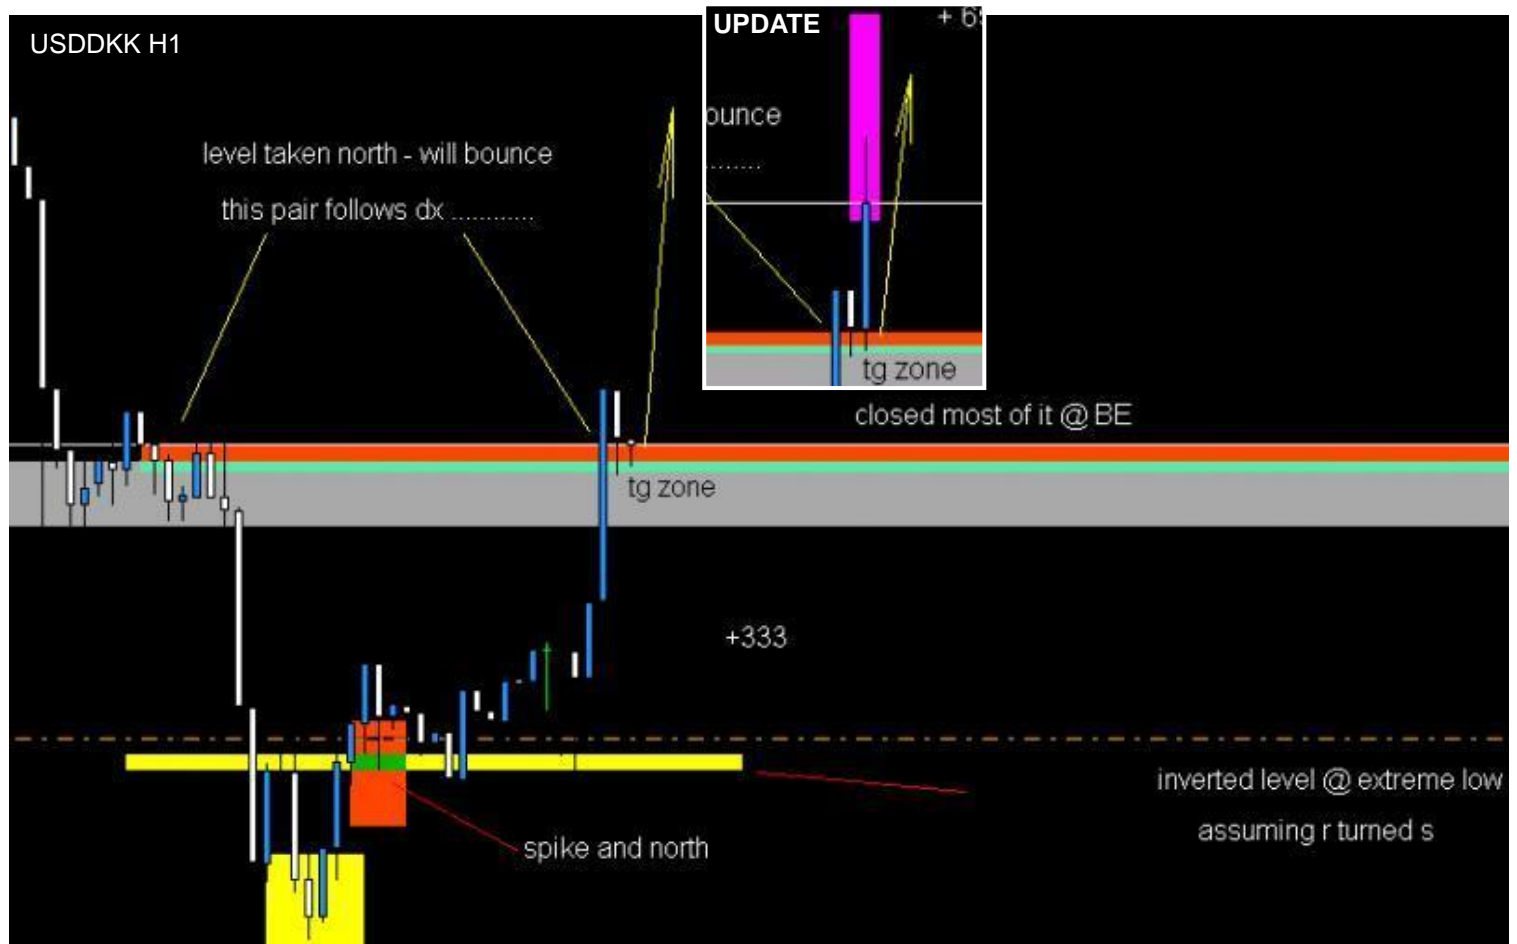 USDDKK H1
level taken north - will bounce
this pair follows dx ............
UPDATE
ounce
........
tg zone
closed most of it @ BE
tg zone
+333
inverted level @ extreme low
assuming r turned s
spike and north